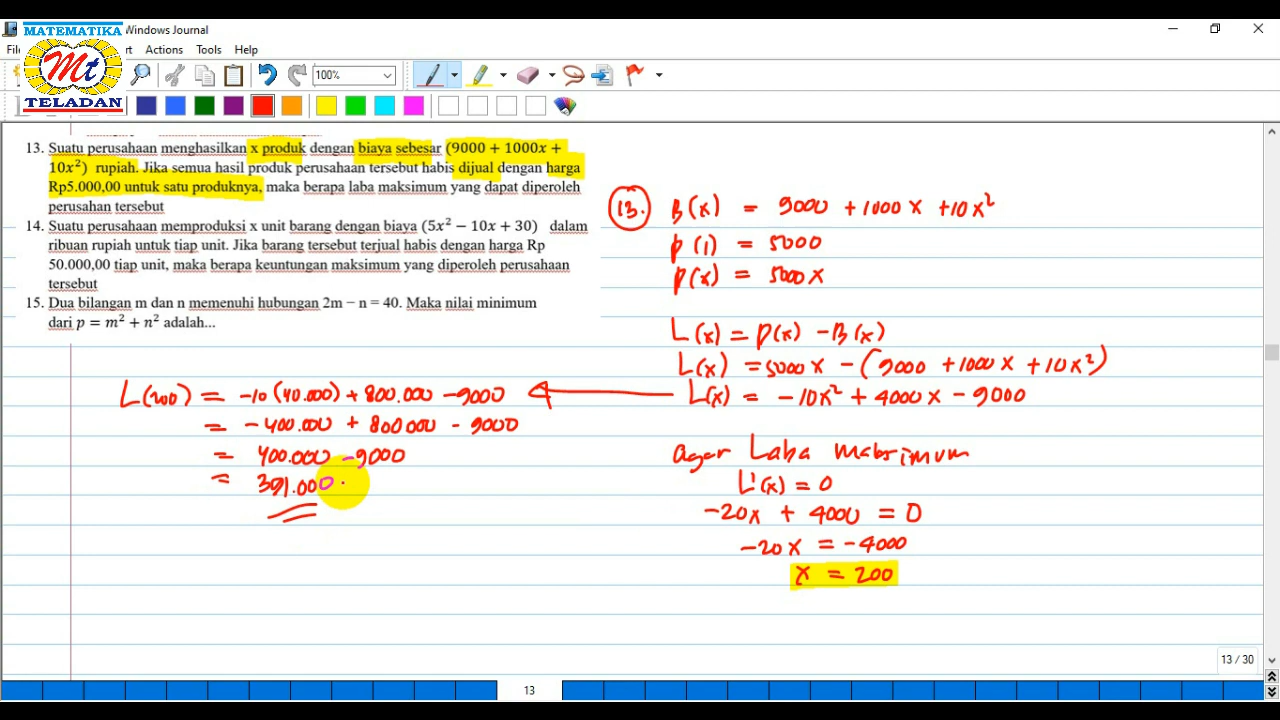 MATEMATIKA
Mt
TELADAN
Windows Journal
Actions Tools Help
100%
13. Suatu perusahaan menghasilkan x produk dengan biaya sebesar (9000 + 1000x +
10x²) rupiah. Jika semua hasil produk perusahaan tersebut habis dijual dengan harga
Rp5.000,00 untuk satu produknya, maka berapa laba maksimum yang dapat diperoleh
perusahan tersebut
14. Suatu perusahaan memproduksi x unit barang dengan biaya (5x² − 10x + 30) dalam
ribuan rupiah untuk tiap unit. Jika barang tersebut terjual habis dengan harga Rp
50.000,00 tiap unit, maka berapa keuntungan maksimum yang diperoleh perusahaan
tersebut
15. Dua bilangan m dan n memenuhi hubungan 2m − n = 40. Maka nilai minimum
dari p = m² + n² adalah...
13. B(x) = 9000 + 1000x + 10x²
P(1) = 5000
P(x) = 5000x
L(x) = P(x) − B(x)
L(x) = 5000x − (9000 + 1000x + 10x²)
L(x) = −10x² + 4000x − 9000
Agar Laba maksimum
L'(x) = 0
−20x + 4000 = 0
−20x = −4000
x = 200
L(200) = −10(40.000) + 800.000 − 9000
= −400.000 + 800000 − 9000
= 400.000 − 9000
= 391.000
13 / 30
13